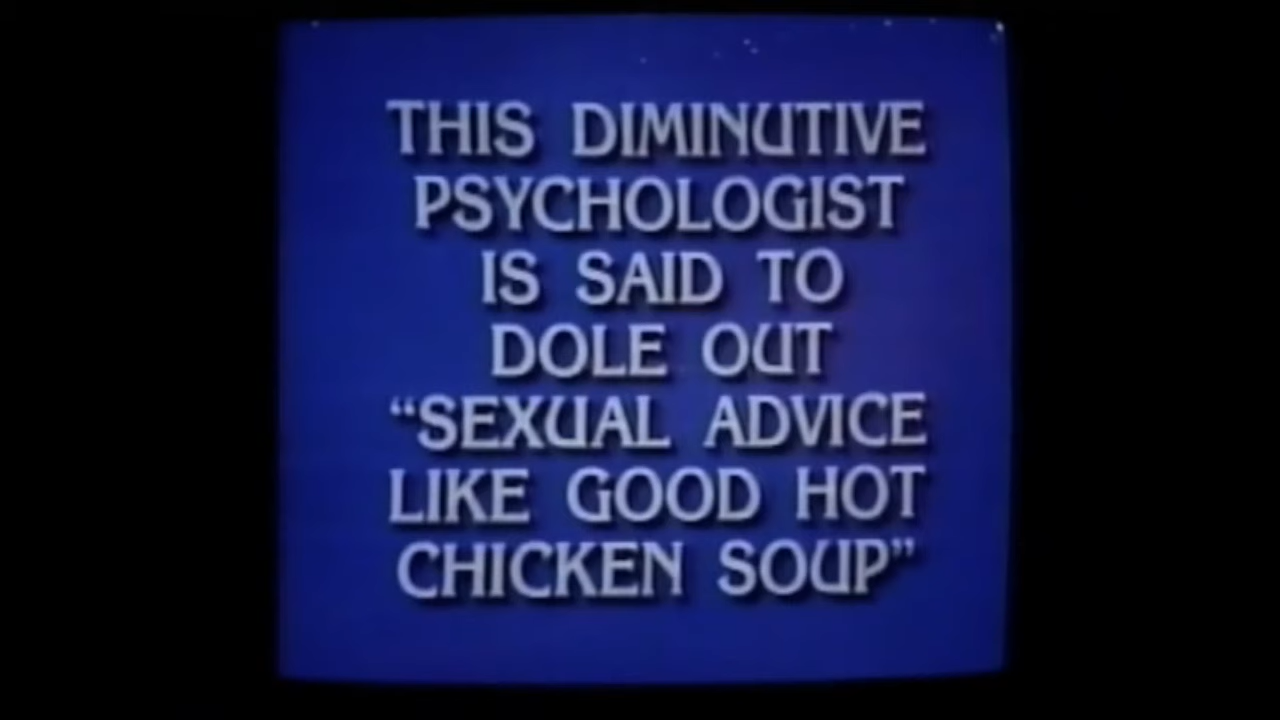 THIS DIMINUTIVE
PSYCHOLOGIST
IS SAID TO
DOLE OUT
“SEXUAL ADVICE
LIKE GOOD HOT
CHICKEN SOUP”